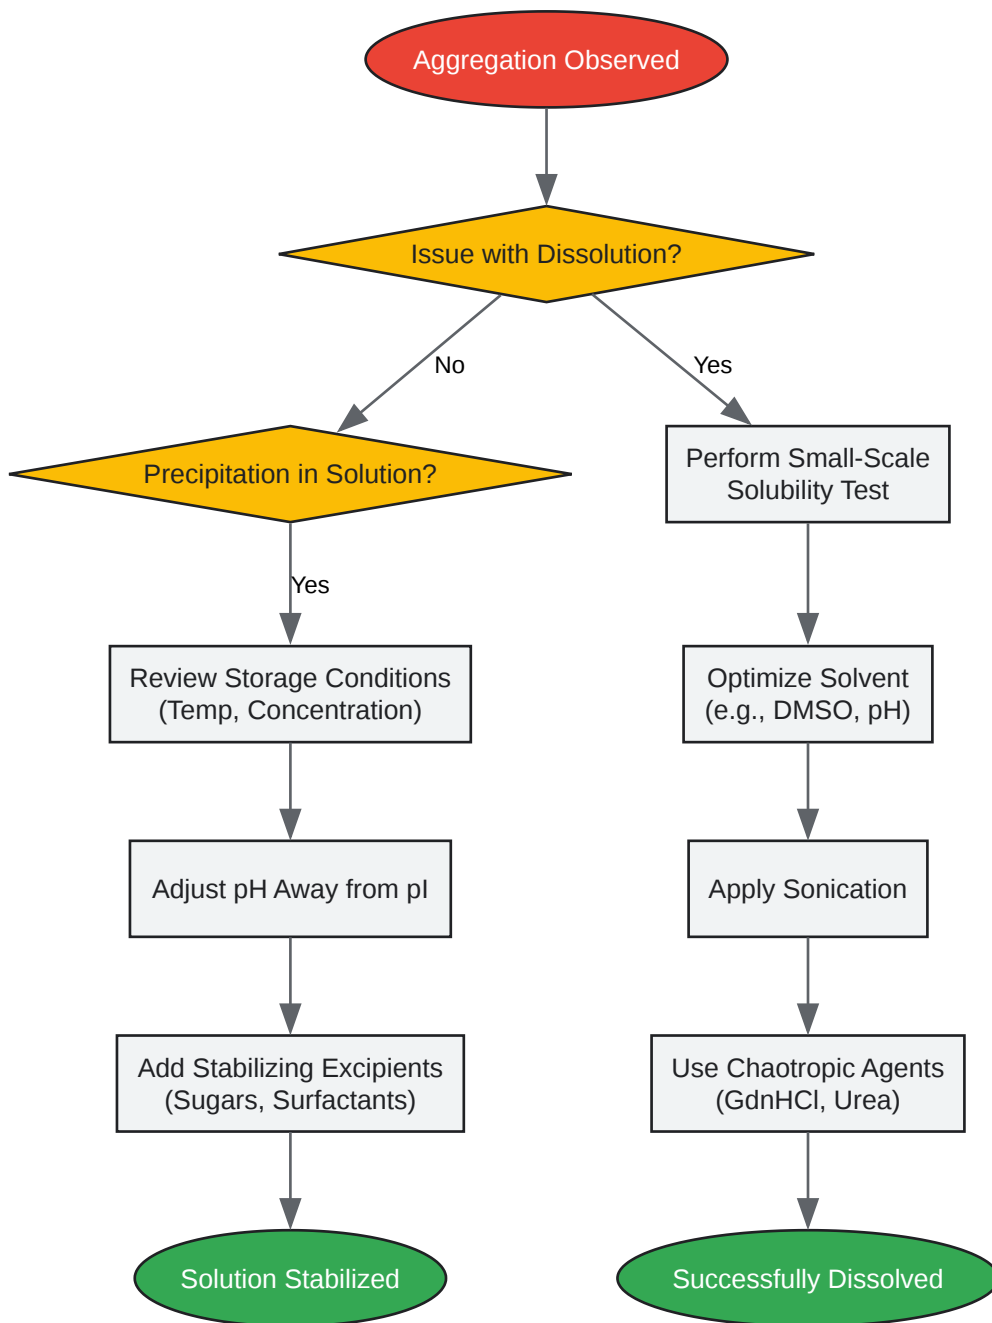 Aggregation Observed
Issue with Dissolution?
No
Yes
Precipitation in Solution?
Perform Small-Scale
Solubility Test
Yes
Review Storage Conditions
(Temp, Concentration)
Optimize Solvent
(e.g., DMSO, pH)
Adjust pH Away from pI
Apply Sonication
Add Stabilizing Excipients
(Sugars, Surfactants)
Use Chaotropic Agents
(GdnHCl, Urea)
Solution Stabilized
Successfully Dissolved